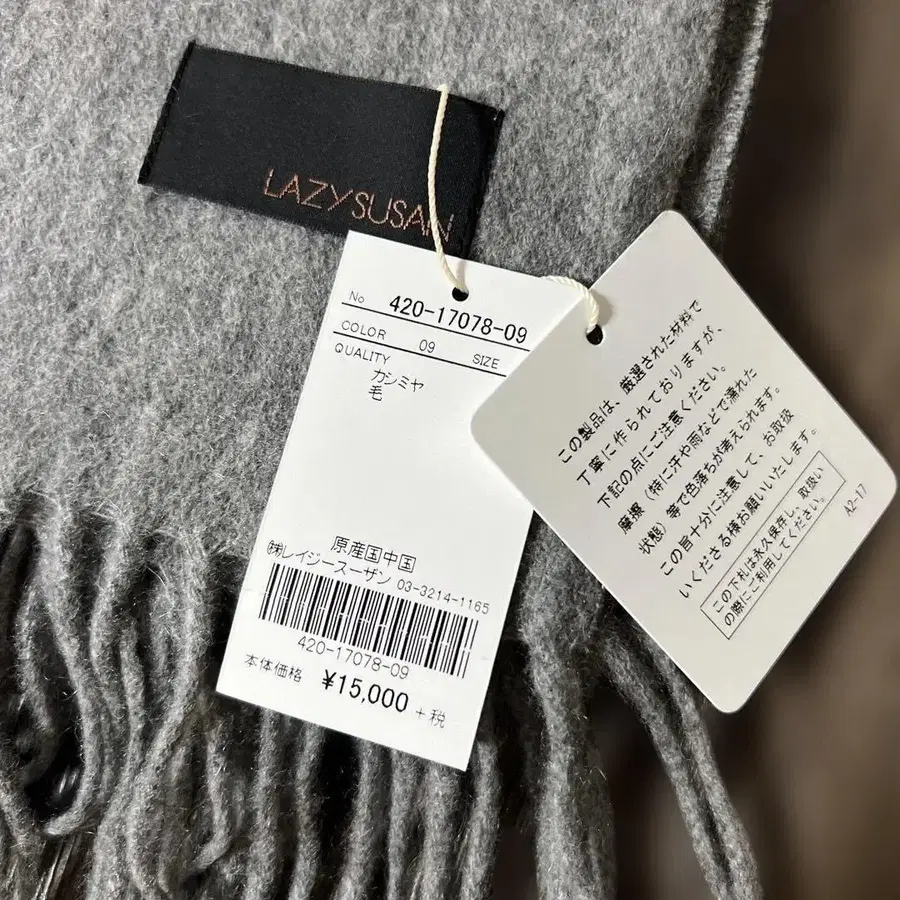 LAZY SUSAN
No 420-17078-09
COLOR 09 SIZE
QUALITY
カシミヤ
毛
原産国中国
㈱レイジースーザン 03-3214-1165
420-17078-09
本体価格 ¥15,000 +税
この製品は、厳選された材料で
丁寧に作られておりますが、
下記の点にご注意ください。
摩擦(特に汗や雨などで濡れた
状態)等で色落ちが考えられます。
この旨十分に注意して、お取扱
いくださる様お願いいたします。
この下札は永久保存し、取扱い
の際にご利用してください。
A2-17